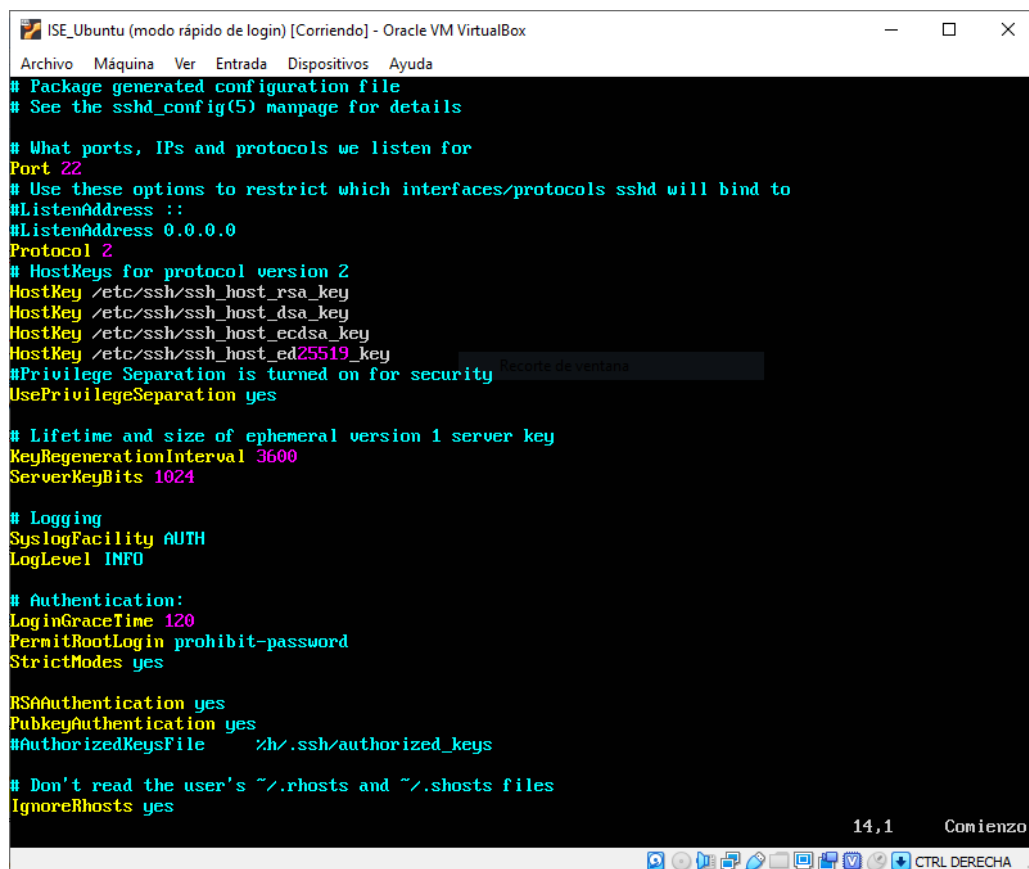 ISE_Ubuntu (modo rápido de login) [Corriendo] - Oracle VM VirtualBox
Archivo Máquina Ver Entrada Dispositivos Ayuda
# Package generated configuration file
# See the sshd_config(5) manpage for details
# What ports, IPs and protocols we listen for
Port 22
# Use these options to restrict which interfaces/protocols sshd will bind to
#ListenAddress ::
#ListenAddress 0.0.0.0
Protocol 2
# HostKeys for protocol version 2
HostKey /etc/ssh/ssh_host_rsa_key
HostKey /etc/ssh/ssh_host_dsa_key
HostKey /etc/ssh/ssh_host_ecdsa_key
HostKey /etc/ssh/ssh_host_ed25519_key
Recorte de ventana
#Privilege Separation is turned on for security
UsePrivilegeSeparation yes
# Lifetime and size of ephemeral version 1 server key
KeyRegenerationInterval 3600
ServerKeyBits 1024
# Logging
SyslogFacility AUTH
LogLevel INFO
# Authentication:
LoginGraceTime 120
PermitRootLogin prohibit-password
StrictModes yes
RSAAuthentication yes
PubkeyAuthentication yes
#AuthorizedKeysFile %h/.ssh/authorized_keys
# Don't read the user's ~/.rhosts and ~/.shosts files
IgnoreRhosts yes
14,1 Comienzo
CTRL DERECHA